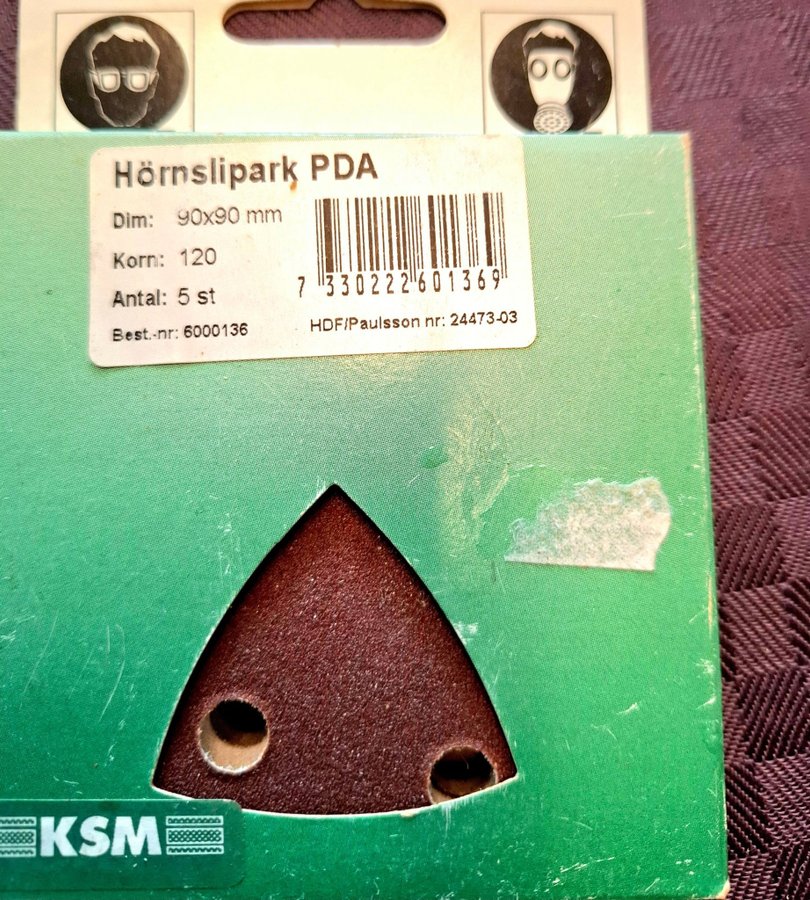 Hörnslipark PDA
Dim: 90x90 mm
Korn: 120
Antal: 5 st
Best.-nr: 6000136
7 330222 601369
HDF/Paulsson nr: 24473-03
KSM